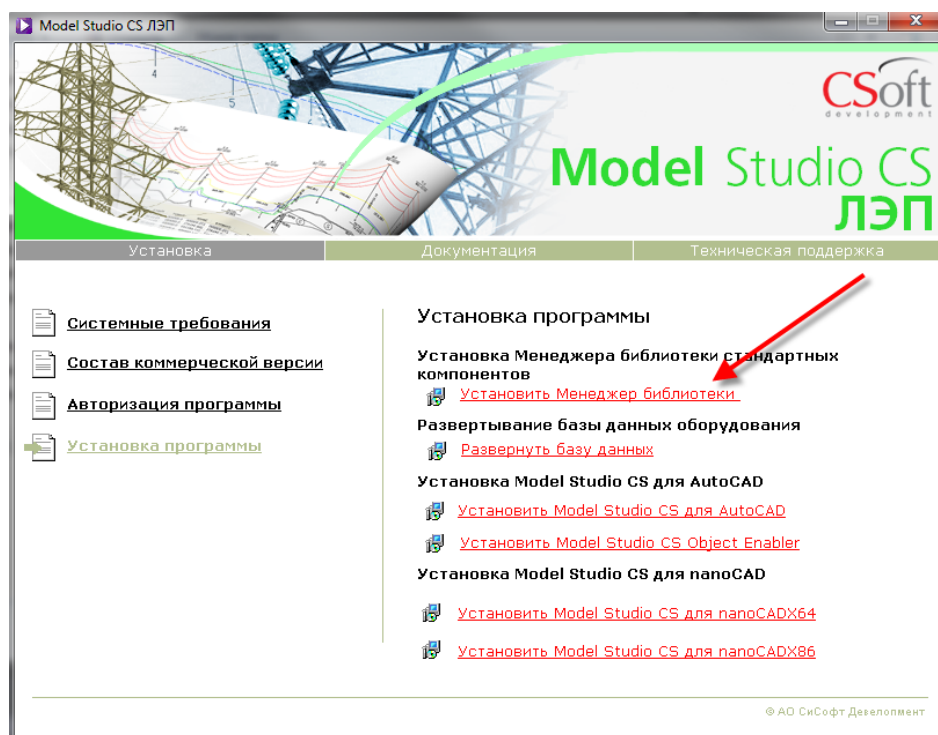 Model Studio CS ЛЭП
4
5
CSoft
development
Model Studio CS
ЛЭП
Установка
Документация
Техническая поддержка
Системные требования
Состав коммерческой версии
Авторизация программы
Установка программы
Установка программы
Установка Менеджера библиотеки стандартных
компонентов
Установить Менеджер библиотеки
Развертывание базы данных оборудования
Развернуть базу данных
Установка Model Studio CS для AutoCAD
Установить Model Studio CS для AutoCAD
Установить Model Studio CS Object Enabler
Установка Model Studio CS для nanoCAD
Установить Model Studio CS для nanoCADX64
Установить Model Studio CS для nanoCADX86
© АО СиСофт Девелопмент